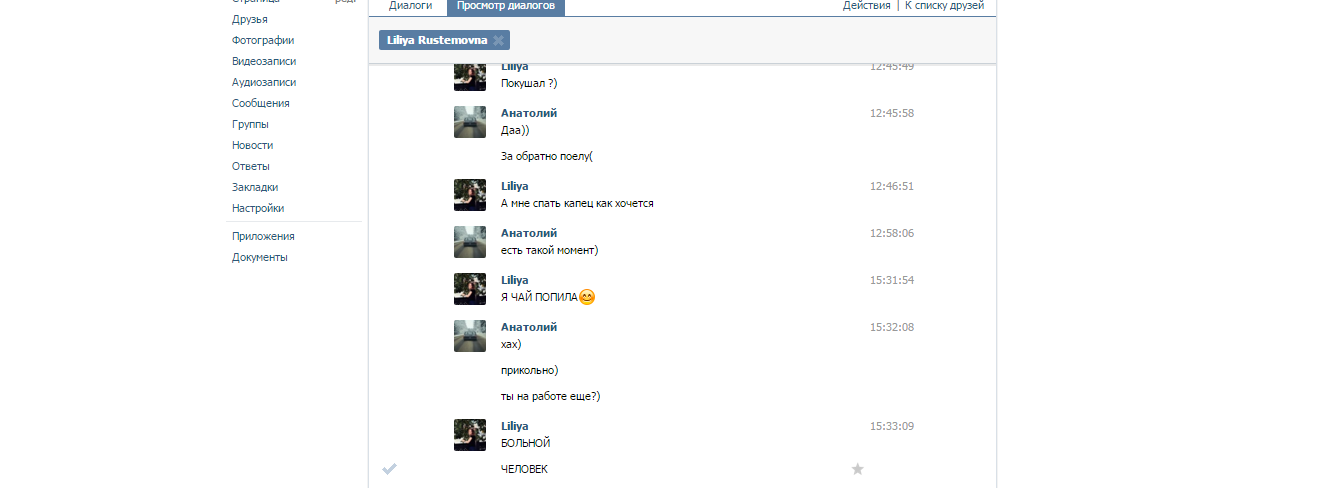 Страница ред.
Диалоги Просмотр диалогов Действия | К списку друзей
Друзья
Фотографии
Видеозаписи
Аудиозаписи
Сообщения
Группы
Новости
Ответы
Закладки
Настройки
Приложения
Документы
Liliya Rustemovna
Liliya 12:45:49
Покушал ?)
Анатолий 12:45:58
Даа))
За обратно поелу(
Liliya 12:46:51
А мне спать капец как хочется
Анатолий 12:58:06
есть такой момент)
Liliya 15:31:54
Я ЧАЙ ПОПИЛА😊
Анатолий 15:32:08
хах)
прикольно)
ты на работе еще?)
Liliya 15:33:09
БОЛЬНОЙ
ЧЕЛОВЕК